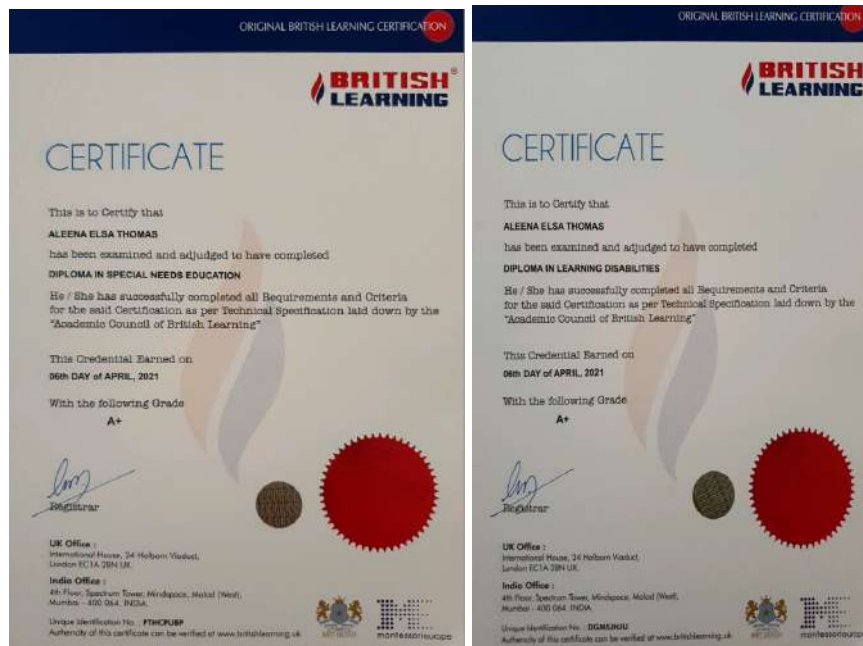 ORIGINAL BRITISH LEARNING CERTIFICATION
BRITISH®
LEARNING
CERTIFICATE
This is to Certify that
ALEENA ELSA THOMAS
has been examined and adjudged to have completed
DIPLOMA IN SPECIAL NEEDS EDUCATION
He / She has successfully completed all Requirements and Criteria
for the said Certification as per Technical Specification laid down by the
"Academic Council of British Learning"
This Credential Earned on
06th DAY of APRIL, 2021
With the following Grade
A+
Registrar
UK Office :
International House, 24 Holborn Viaduct,
London EC1A 2BN UK.
India Office :
4th Floor, Spectrum Tower, Mindspace, Malad (West),
Mumbai - 400 064. INDIA.
Unique Identification No. :
Authencity of this certificate can be verified at www.britishlearning.uk
montessorieurope
ORIGINAL BRITISH LEARNING CERTIFICATION
BRITISH
LEARNING
CERTIFICATE
This is to Certify that
ALEENA ELSA THOMAS
has been examined and adjudged to have completed
DIPLOMA IN LEARNING DISABILITIES
He / She has successfully completed all Requirements and Criteria
for the said Certification as per Technical Specification laid down by the
"Academic Council of British Learning"
This Credential Earned on
06th DAY of APRIL, 2021
With the following Grade
A+
Registrar
UK Office :
International House, 24 Holborn Viaduct,
London EC1A 2BN UK.
India Office :
4th Floor, Spectrum Tower, Mindspace, Malad (West),
Mumbai - 400 064. INDIA.
Unique Identification No. :
Authencity of this certificate can be verified at www.britishlearning.uk
montessorieurop